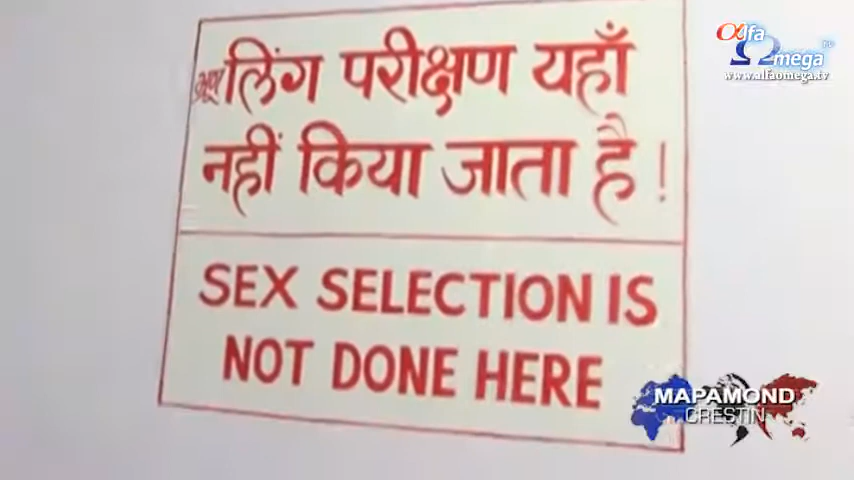 भ्रूण लिंग परीक्षण यहाँ
नहीं किया जाता है !
SEX SELECTION IS
NOT DONE HERE
alfa
Omega
www.alfaomega.tv
MAPAMOND
CRESTIN